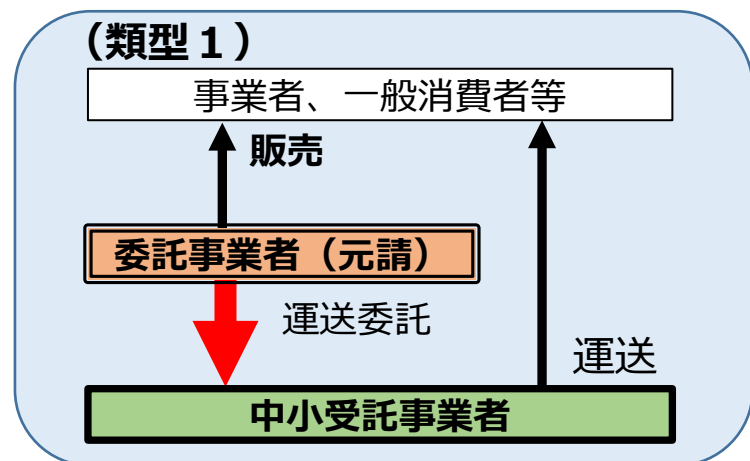 （類型１）
事業者、一般消費者等
販売
委託事業者（元請）
運送委託
運送
中小受託事業者